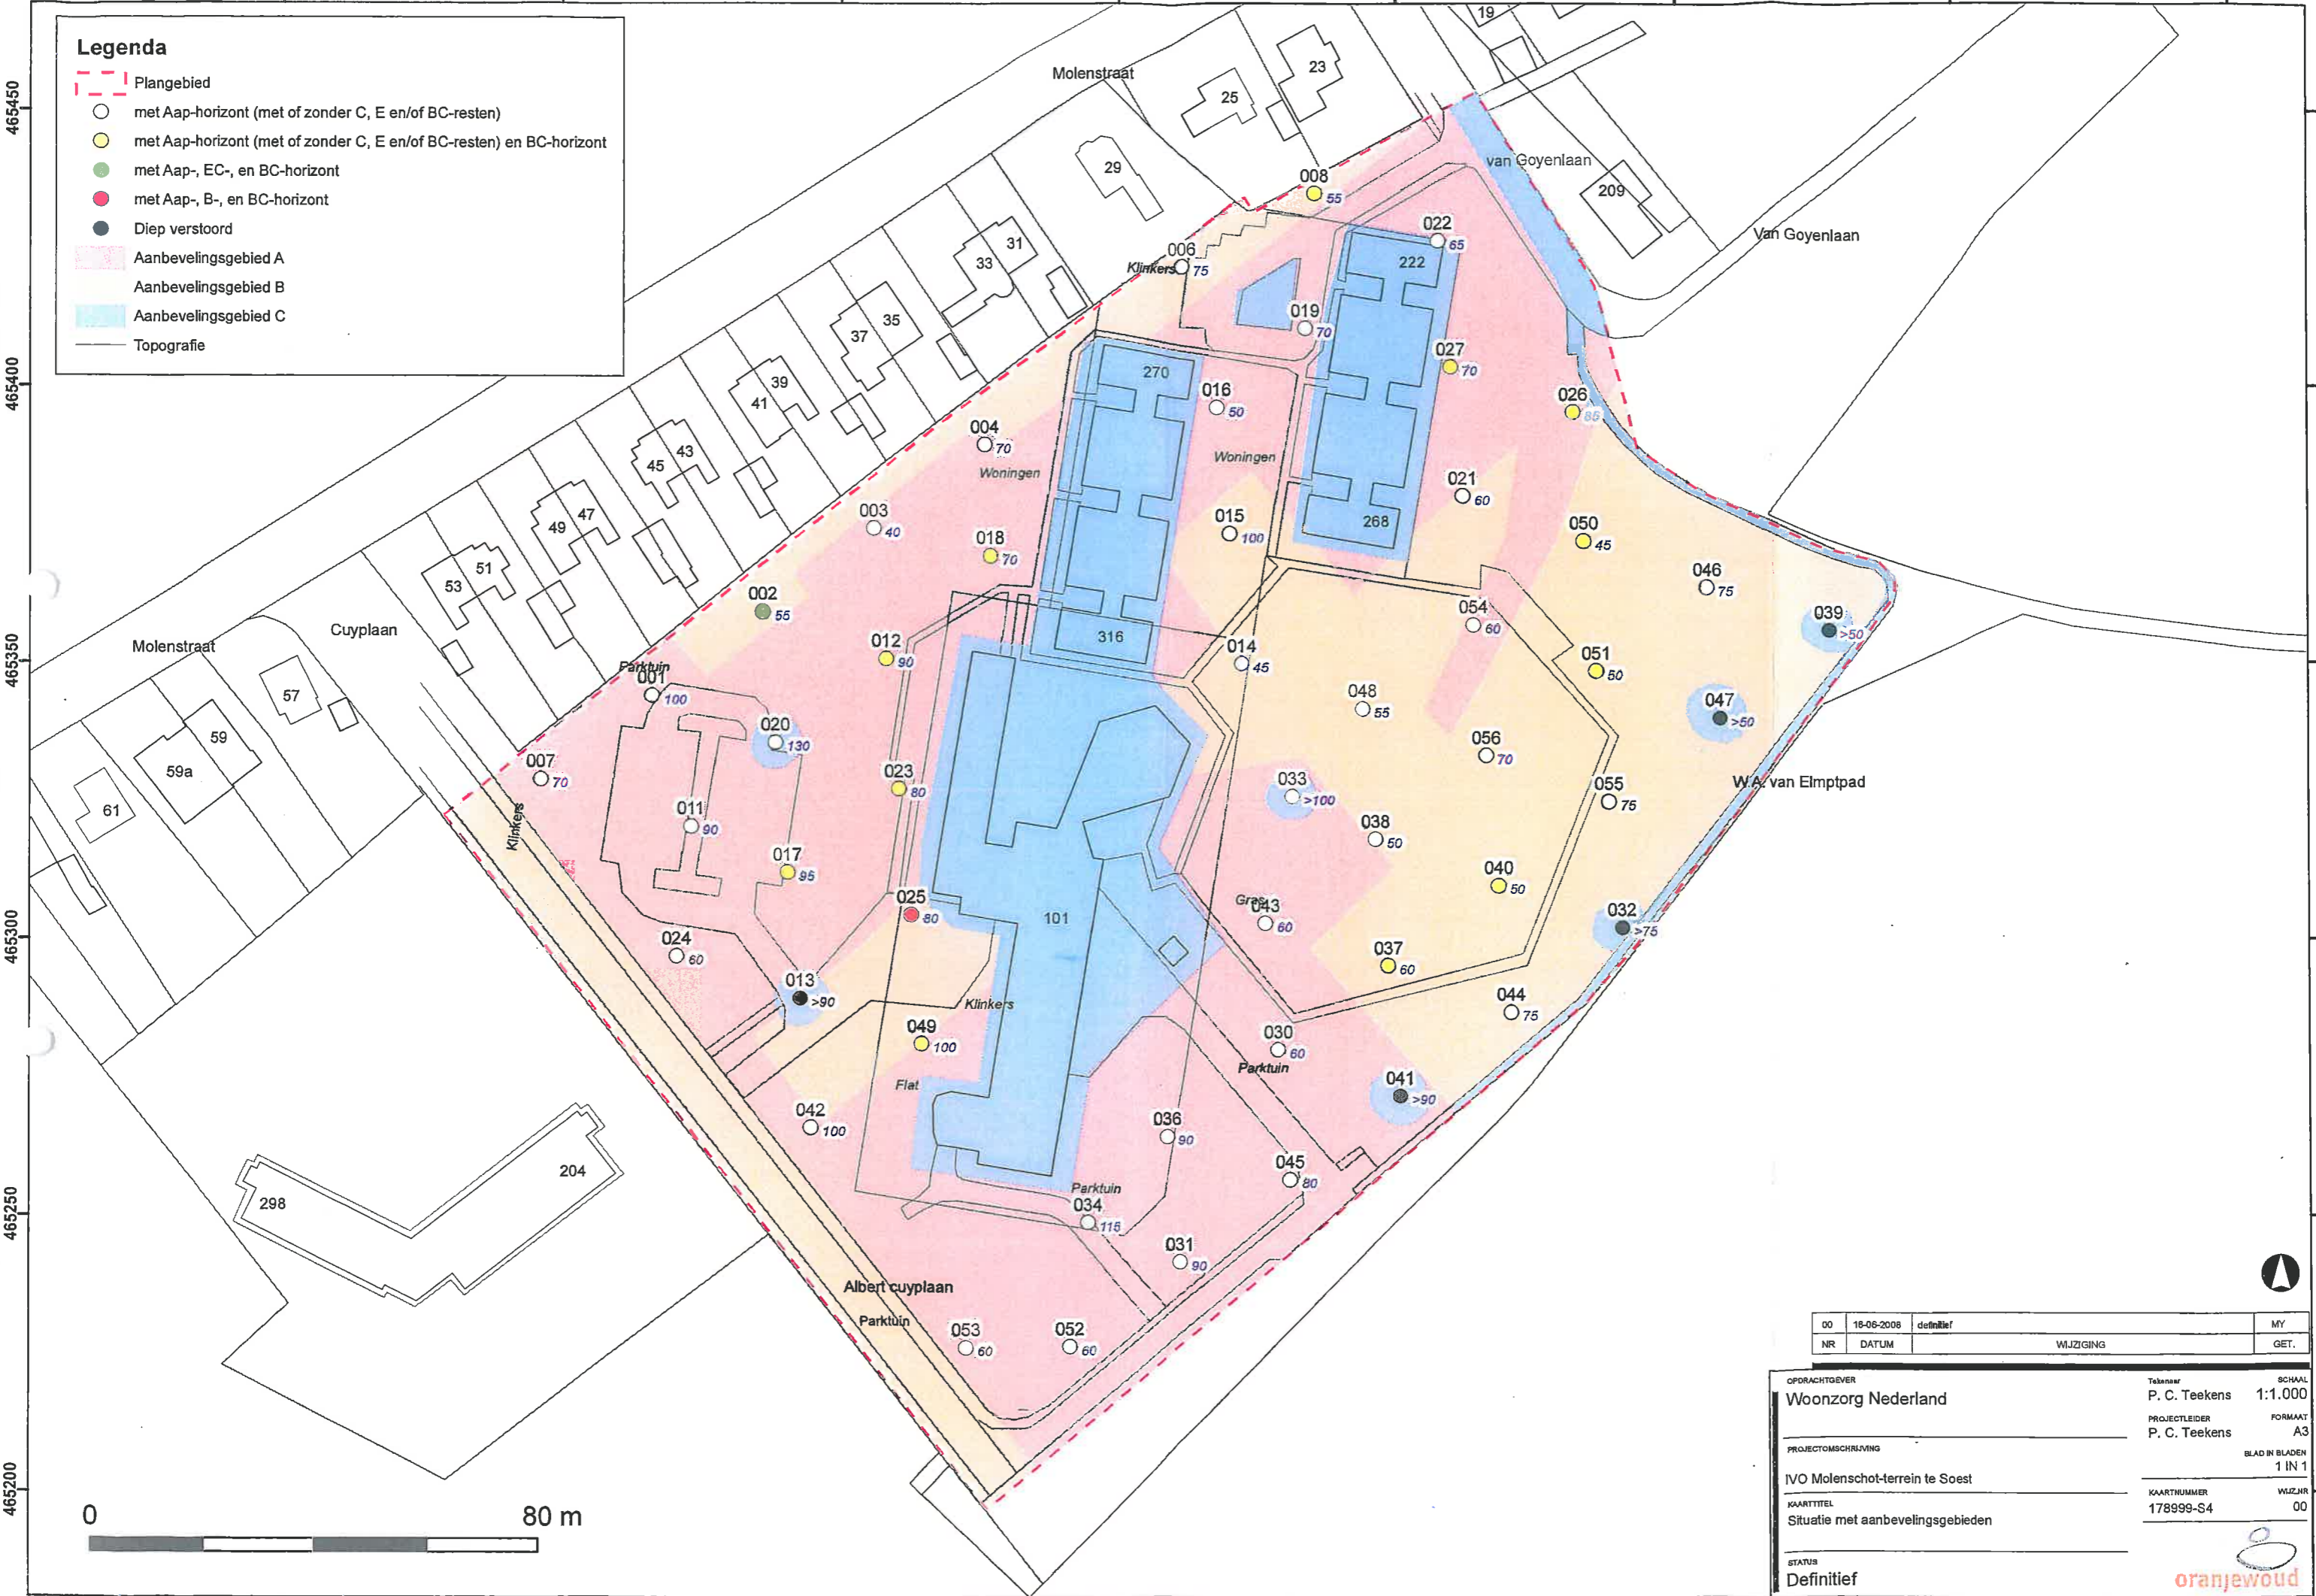 Legenda
Plangebied
met Aap-horizont (met of zonder C, E en/of BC-resten)
met Aap-horizont (met of zonder C, E en/of BC-resten) en BC-horizont
met Aap-, EC-, en BC-horizont
met Aap-, B-, en BC-horizont
Diep verstoord
Aanbevelingsgebied A
Aanbevelingsgebied B
Aanbevelingsgebied C
Topografie
465450
465400
465350
465300
465250
465200
Molenstraat
19
23
25
29
31
33
35
37
39
41
43
45
47
49
51
53
57
59
59a
61
209
van Goyenlaan
Van Goyenlaan
Molenstraat
Cuyplaan
008
55
022
65
222
006
Klinkers
75
019
70
027
70
026
85
270
016
50
004
70
Woningen
Woningen
021
60
003
40
015
100
268
050
45
018
70
046
75
002
55
054
60
039
>50
316
012
90
014
45
051
50
Parktuin
001
100
048
55
047
>50
020
130
056
70
007
70
023
80
033
>100
055
75
W.A. van Elmptpad
Klinkers
011
90
038
50
017
95
040
50
025
80
101
Gras
043
60
032
>75
024
60
037
60
013
>90
Klinkers
044
75
049
100
030
60
Parktuin
Flat
041
>90
042
100
036
90
045
80
Parktuin
034
115
031
90
204
298
Albert cuyplaan
Parktuin
053
60
052
60
0 80 m
00 16-06-2008 definitief MY
NR DATUM WIJZIGING GET.
OPDRACHTGEVER
Woonzorg Nederland
Tekenaar SCHAAL
P. C. Teekens 1:1.000
PROJECTLEIDER FORMAAT
P. C. Teekens A3
PROJECTOMSCHRIJVING
IVO Molenschot-terrein te Soest
BLAD IN BLADEN
1 IN 1
KAARTTITEL
Situatie met aanbevelingsgebieden
KAARTNUMMER WIJZ.NR
178999-S4 00
STATUS
Definitief
oranjewoud